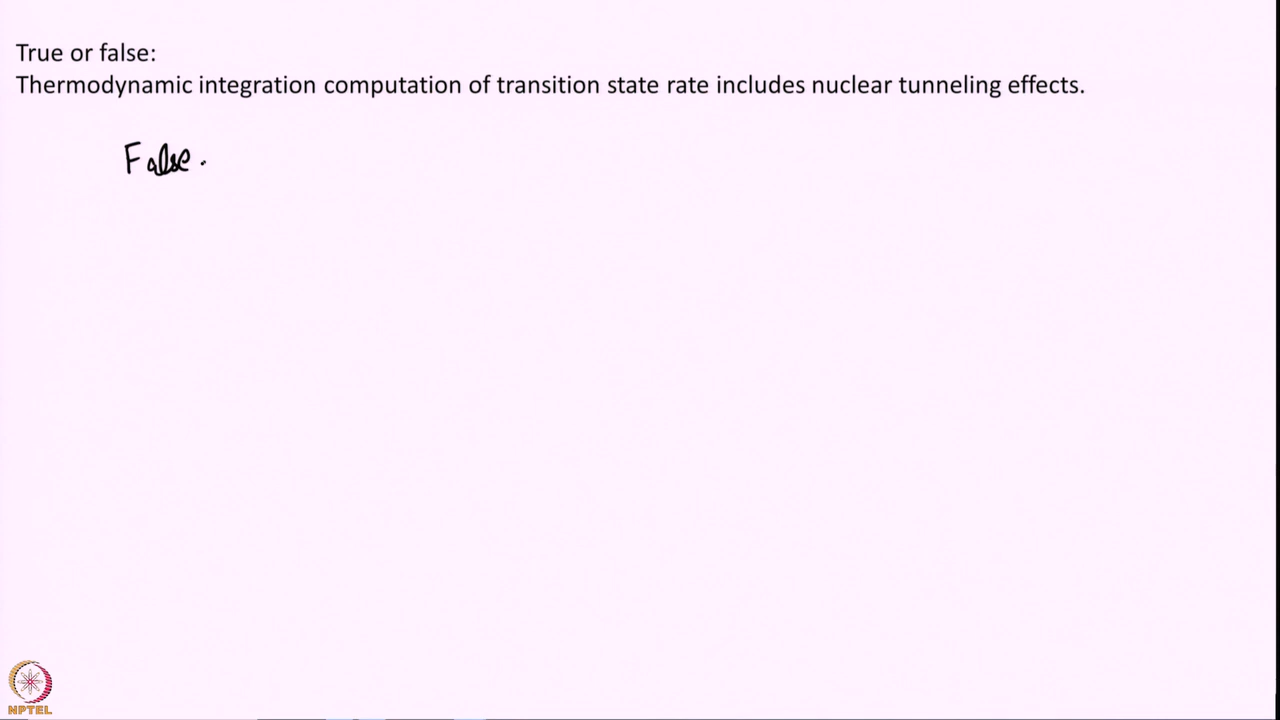 True or false:
Thermodynamic integration computation of transition state rate includes nuclear tunneling effects.
False.
NPTEL